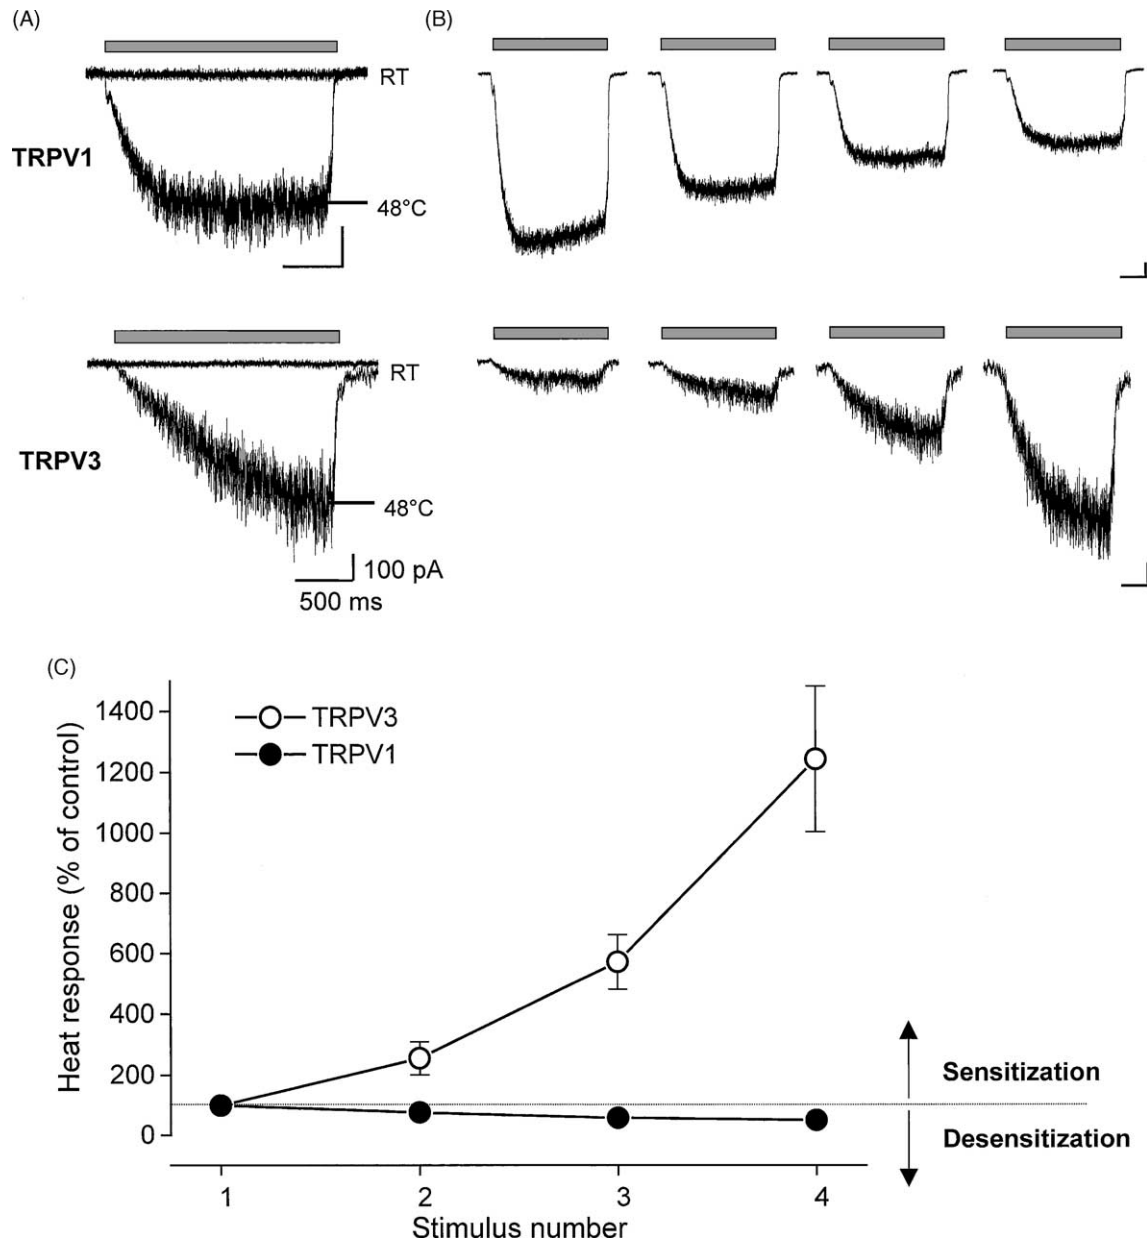 (A)
(B)
RT
TRPV1
48°C
RT
TRPV3
48°C
100 pA
500 ms
(C)
1400
1200
1000
800
600
400
200
0
Heat response (% of control)
TRPV3
TRPV1
Sensitization
Desensitization
1 2 3 4
Stimulus number